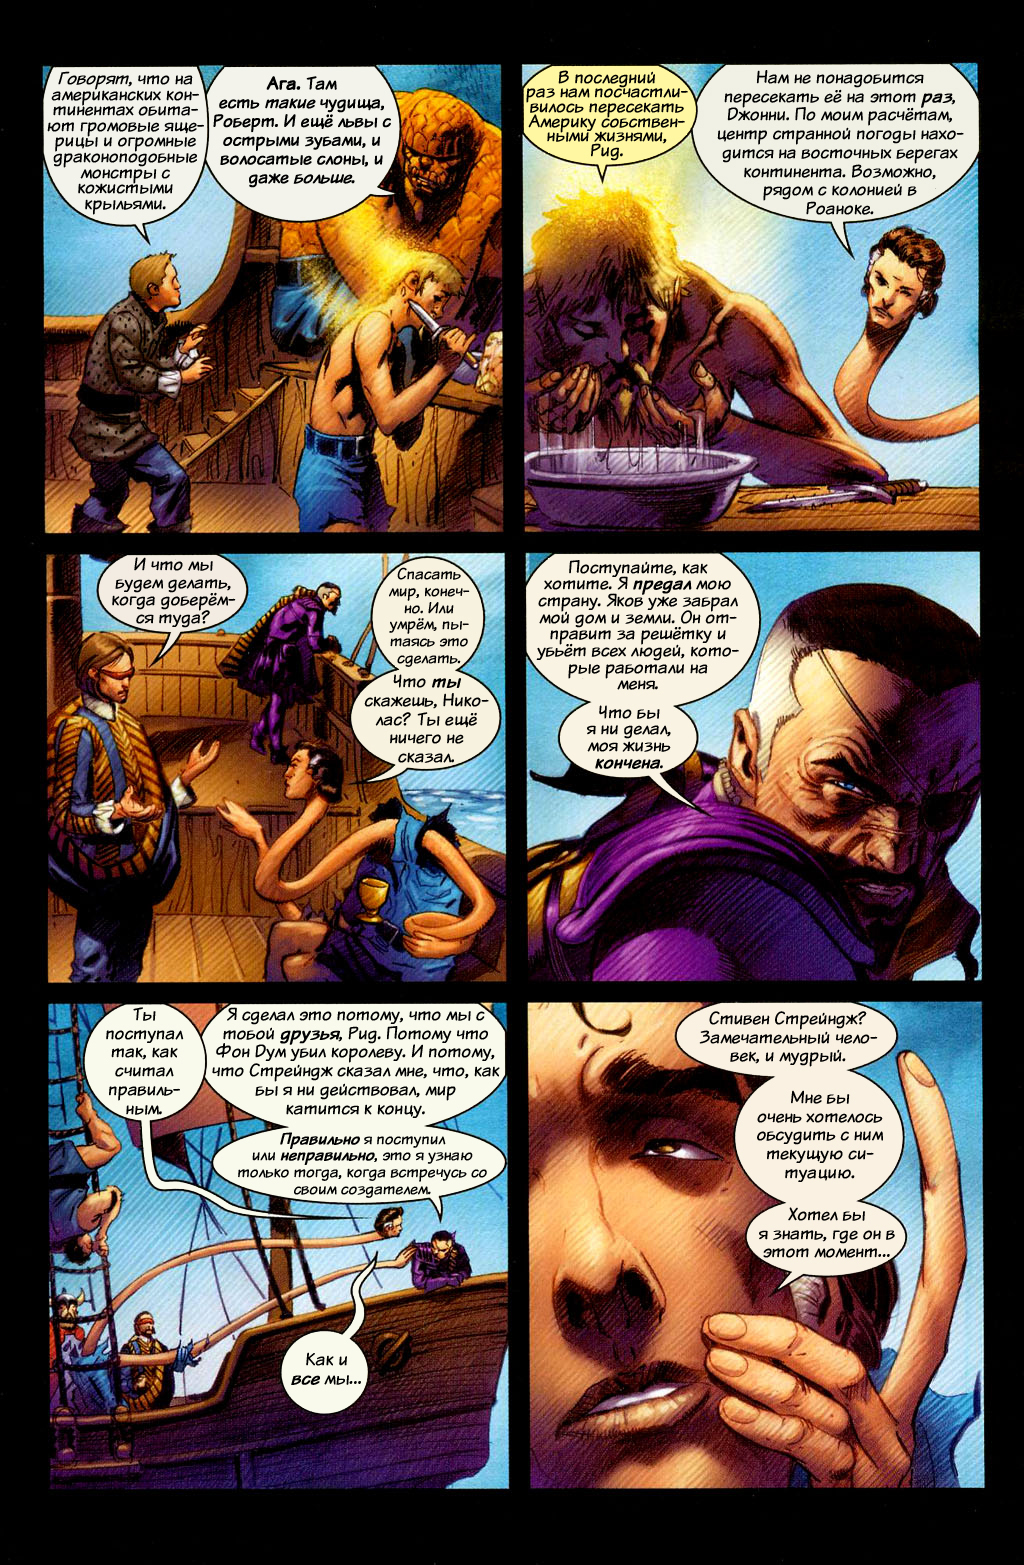 Говорят, что на
американских кон-
тинентах обита-
ют громовые яще-
рицы и огромные
драконоподобные
монстры с
кожистыми
крыльями.
Ага. Там
есть такие чудища,
Роберт. И ещё львы с
острыми зубами, и
волосатые слоны, и
даже больше.
В последний
раз нам посчастли-
вилось пересекать
Америку собствен-
ными жизнями,
Рид.
Нам не понадобится
пересекать её на этот раз,
Джонни. По моим расчётам,
центр странной погоды нахо-
дится на восточных берегах
континента. Возможно,
рядом с колонией в
Роаноке.
И что мы
будем делать,
когда доберём-
ся туда?
Спасать
мир, конеч-
но. Или
умрём, пы-
таясь это
сделать.
Что ты
скажешь, Нико-
лас? Ты ещё
ничего не
сказал.
Поступайте, как
хотите. Я предал мою
страну. Яков уже забрал
мой дом и земли. Он от-
правит за решётку и
убьёт всех людей, кото-
рые работали на
меня.
Что бы
я ни делал,
моя жизнь
кончена.
Ты
поступал
так, как
считал
правиль-
ным.
Я сделал это потому, что мы с
тобой друзья, Рид. Потому что
Фон Дум убил королеву. И потому,
что Стрейндж сказал мне, что, как
бы я ни действовал, мир
катится к концу.
Правильно я поступил
или неправильно, это я узнаю
только тогда, когда встречусь со
своим создателем.
Как и
все мы...
Стивен Стрейндж?
Замечательный чело-
век, и мудрый.
Мне бы
очень хотелось
обсудить с ним
текущую си-
туацию.
Хотел бы
я знать, где он в
этот момент...